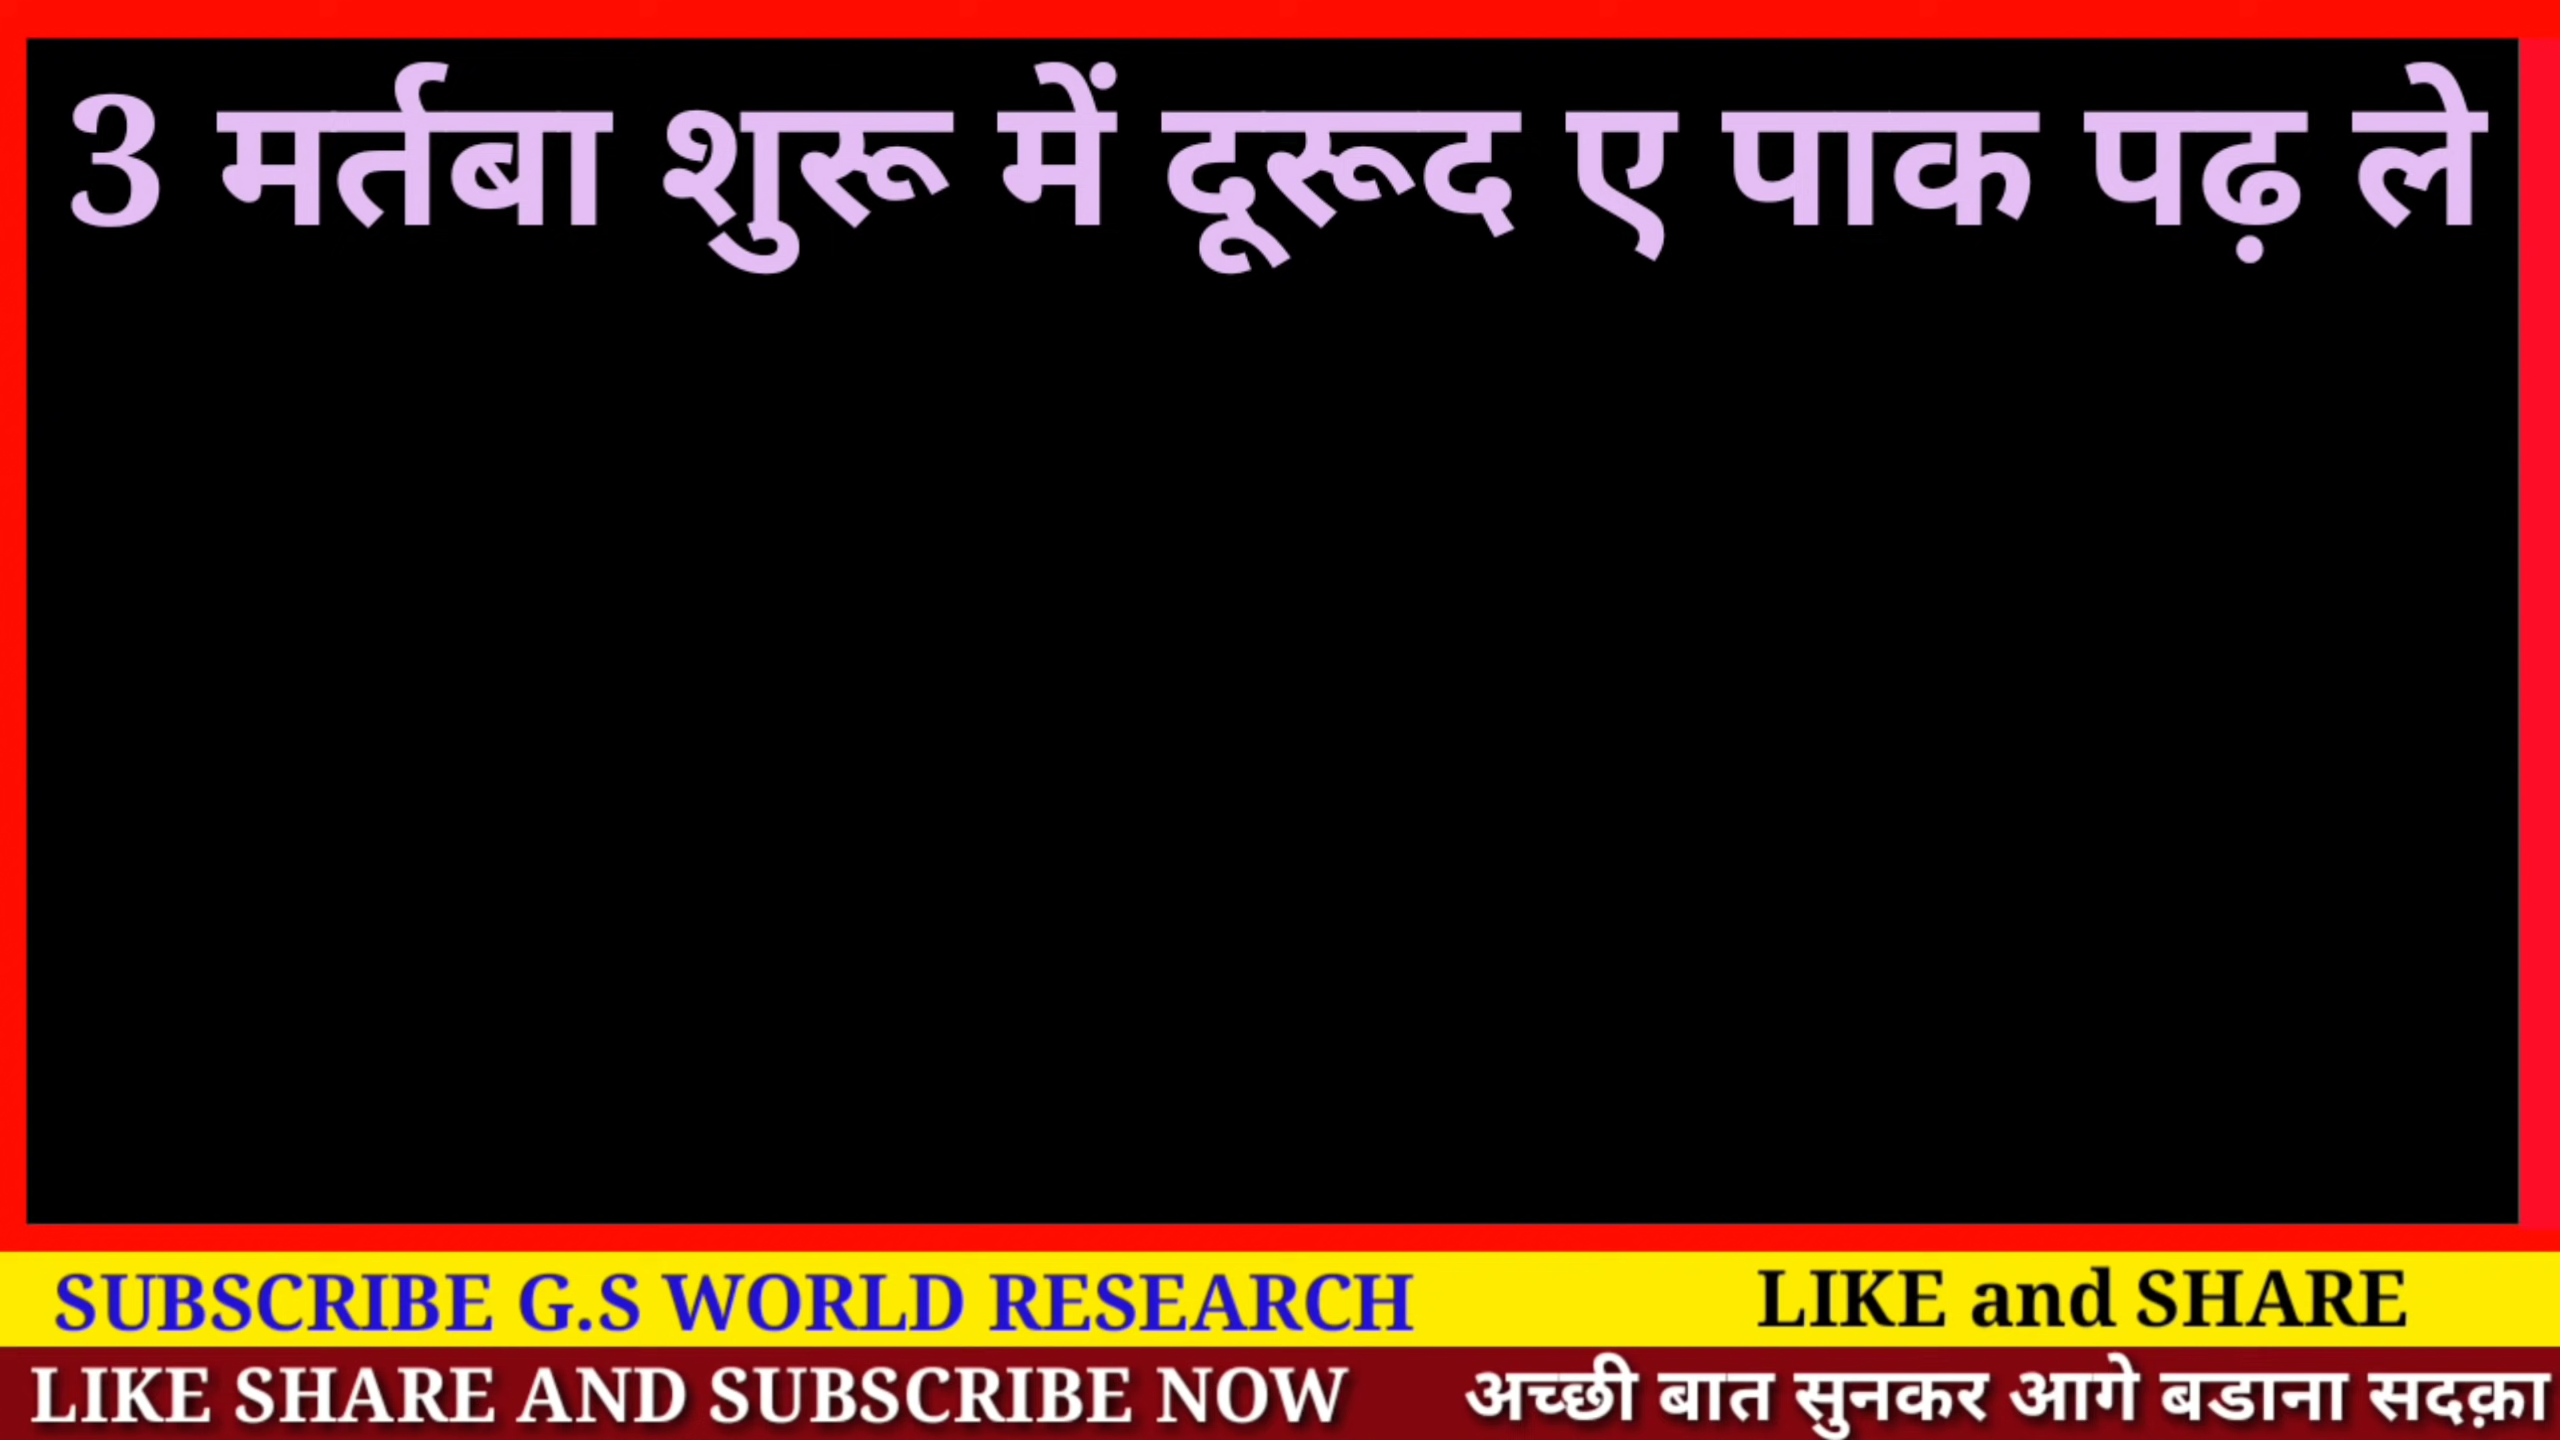 3 मर्तबा शुरू में दूरूद ए पाक पढ़ ले
SUBSCRIBE G.S WORLD RESEARCH LIKE and SHARE
LIKE SHARE AND SUBSCRIBE NOW अच्छी बात सुनकर आगे बडाना सदक़ा